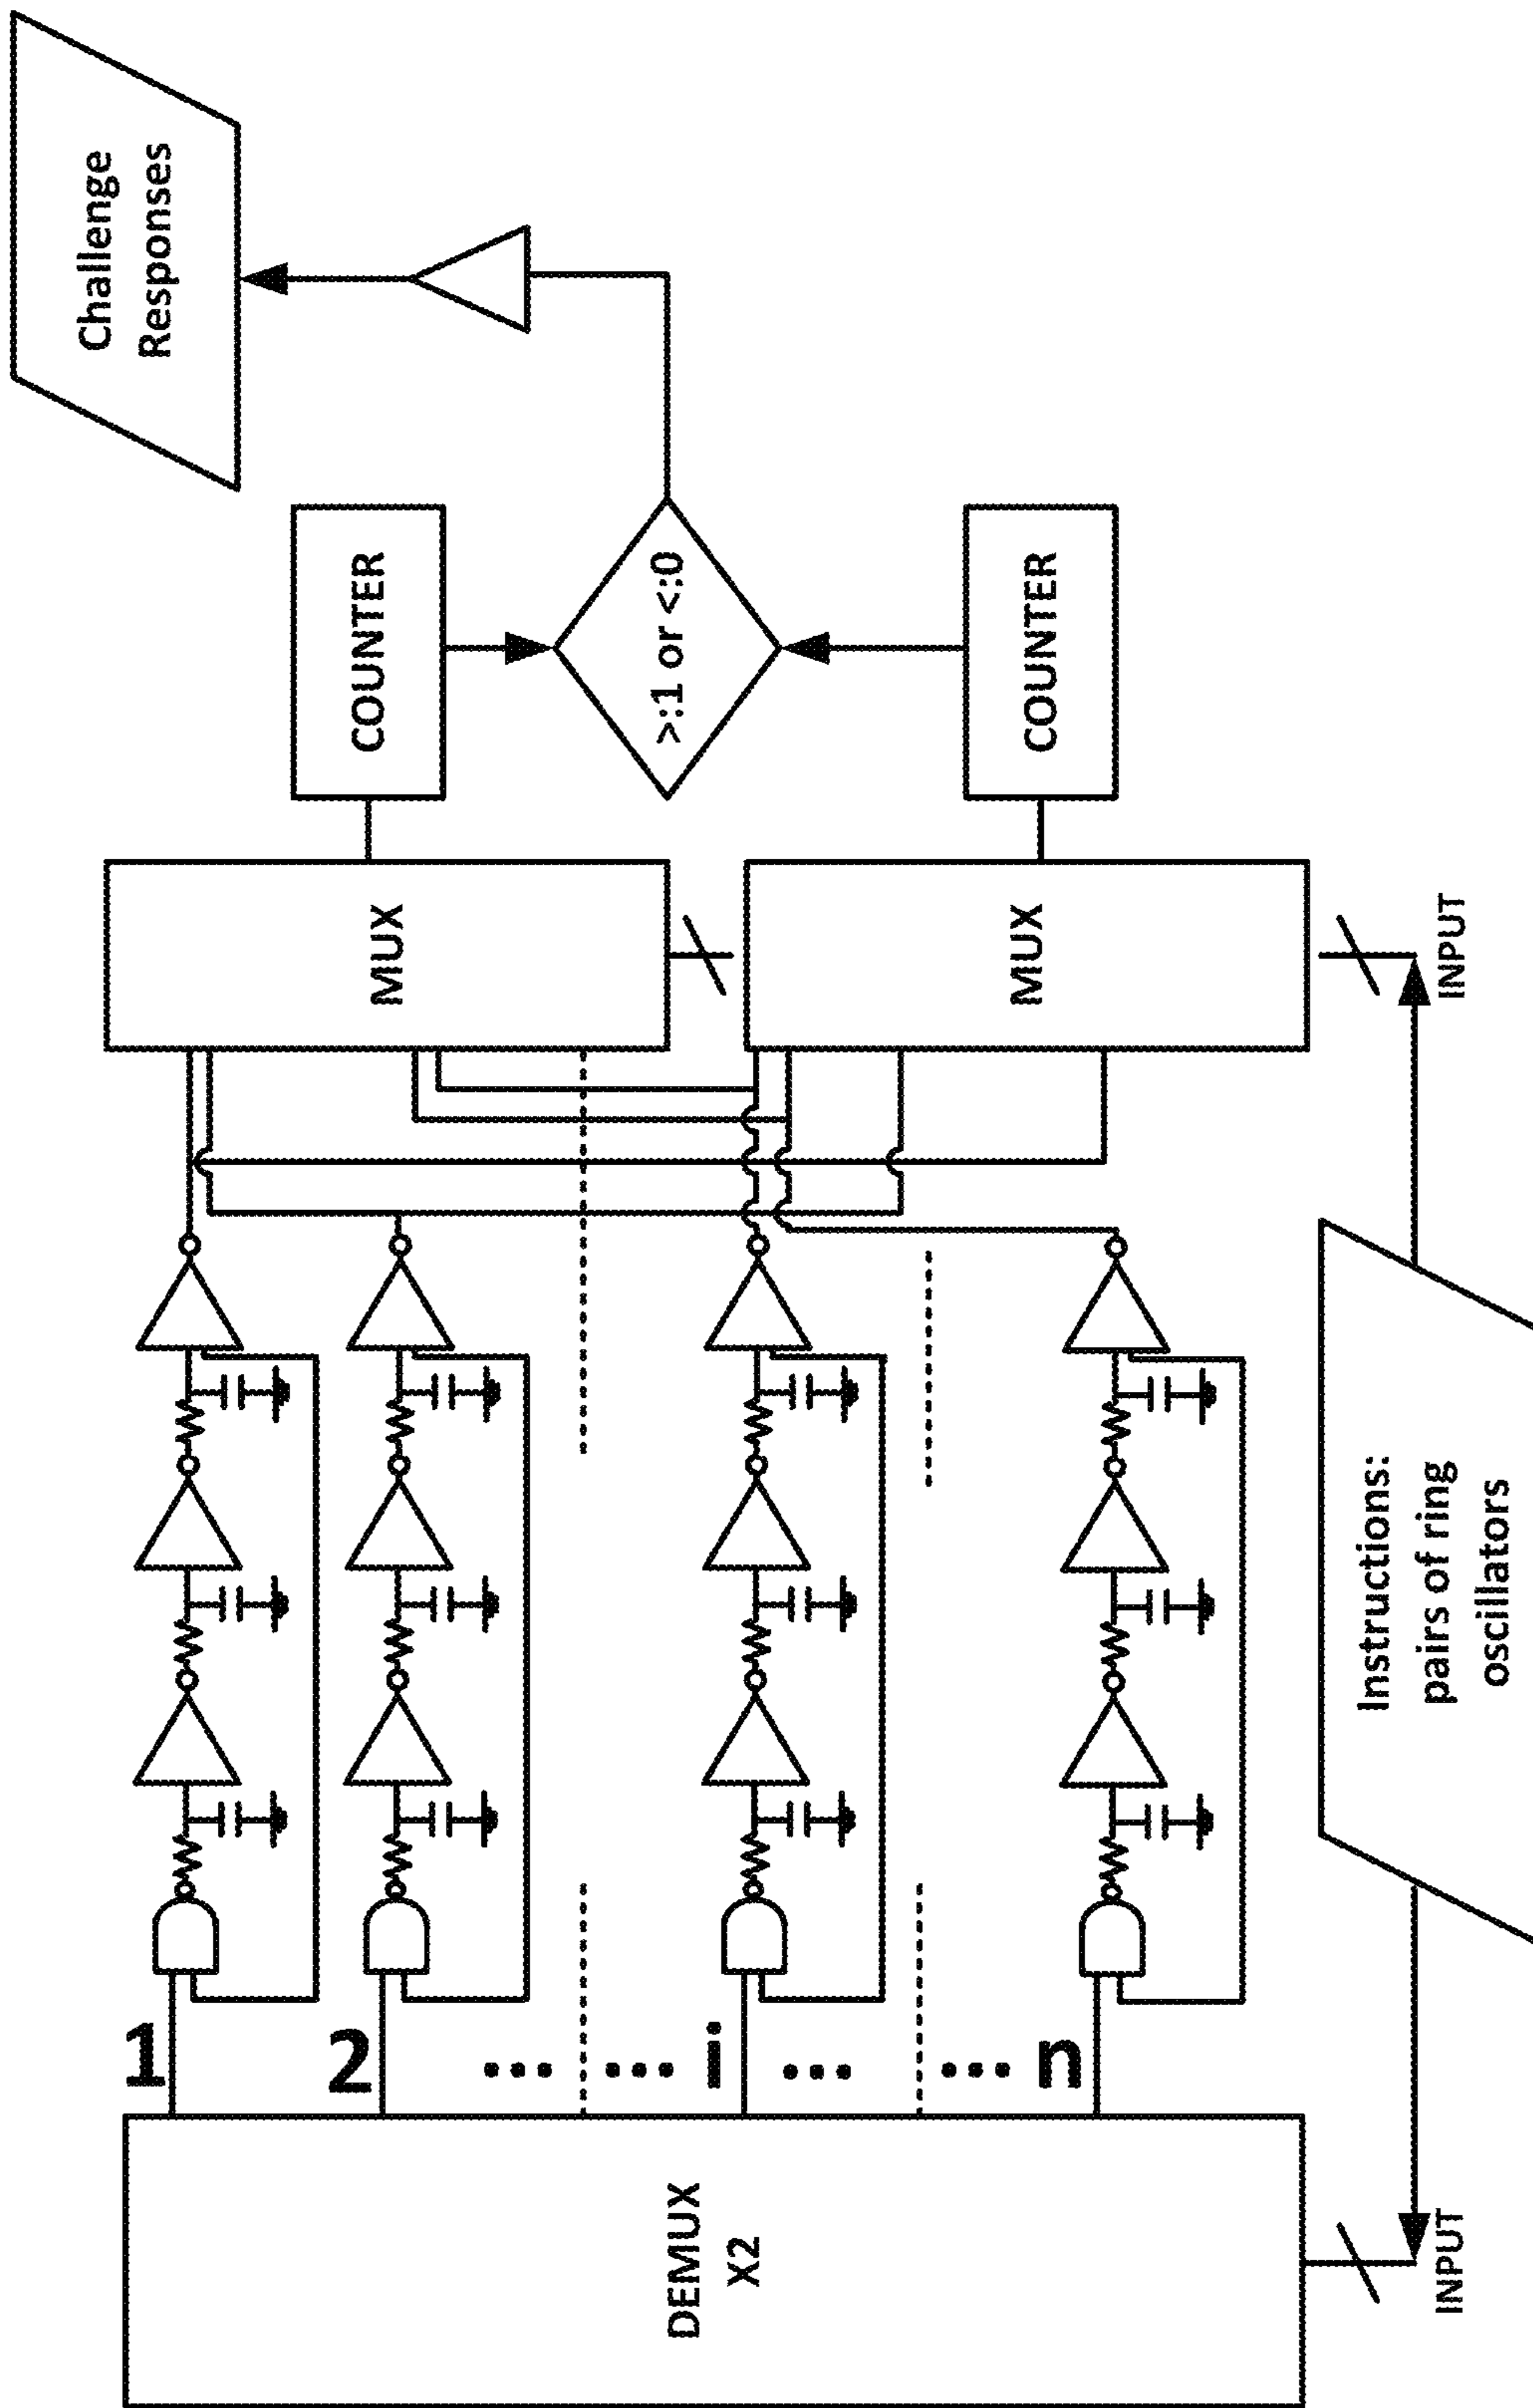 Challenge
Responses
COUNTER
>:1 or <:0
COUNTER
MUX
MUX
INPUT
1
2
... ... i ...
... n
DEMUX
X2
INPUT
Instructions:
pairs of ring
oscillators